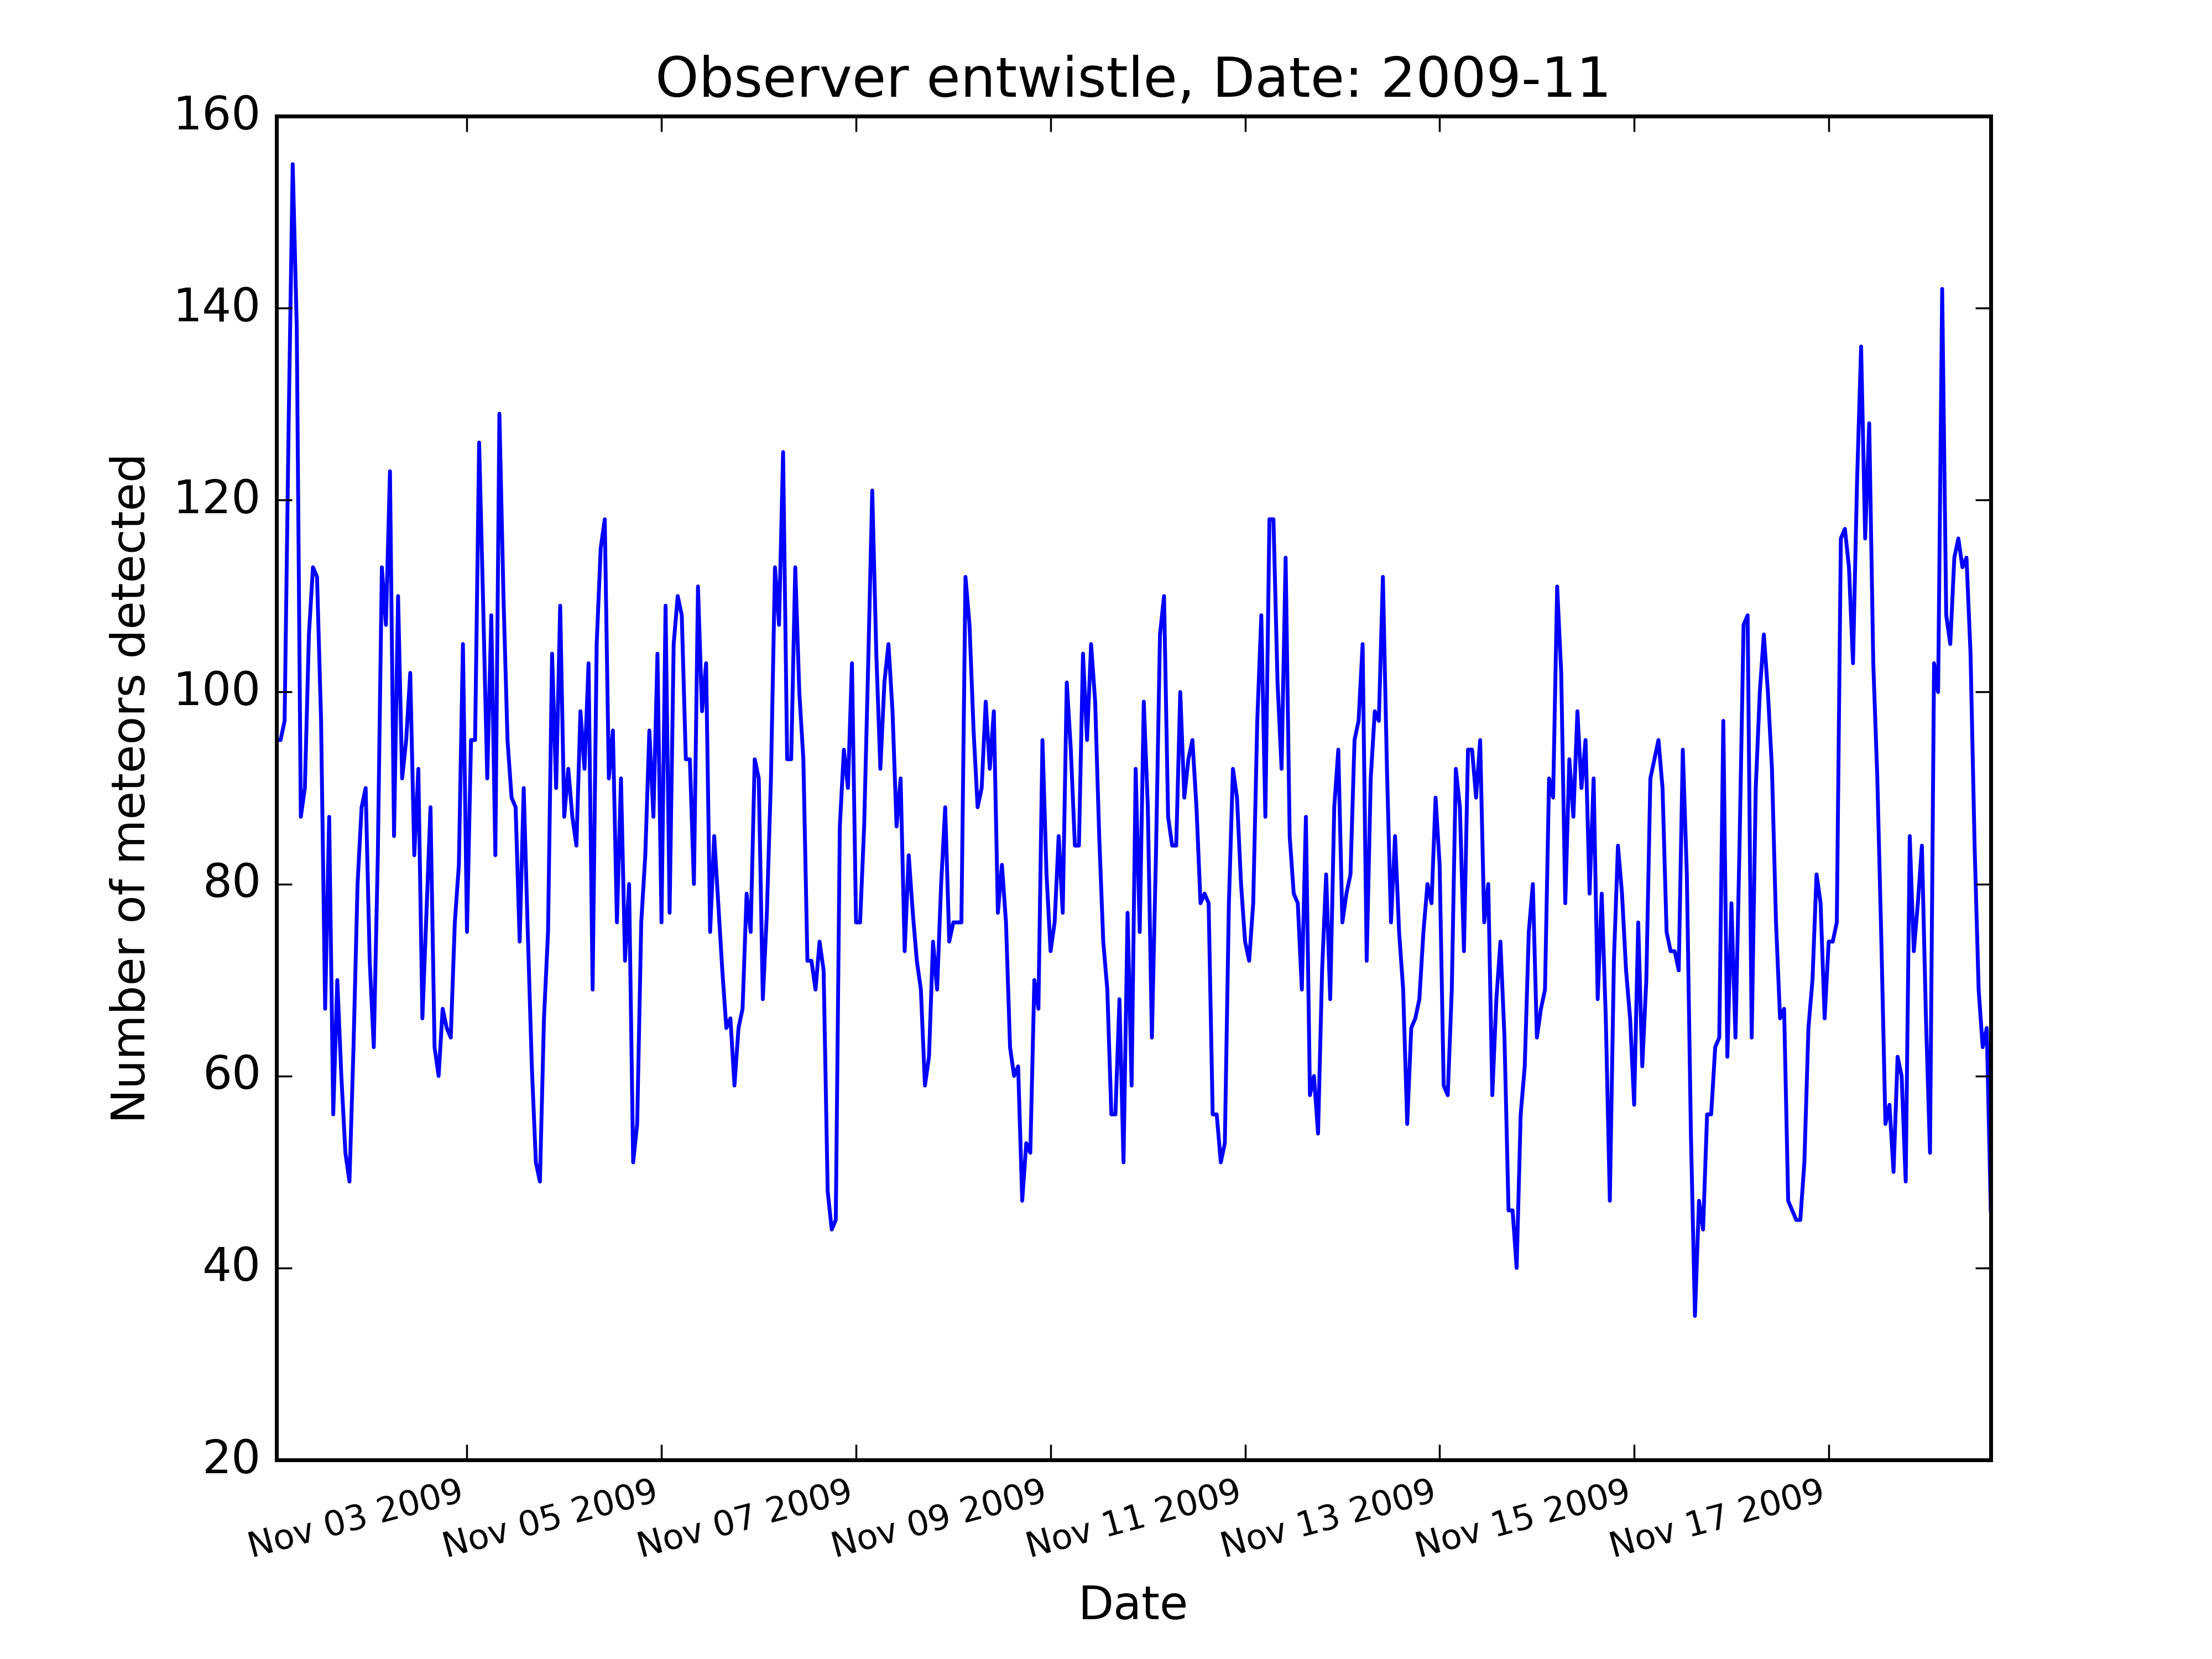 Observer entwistle, Date: 2009-11
160
140
120
100
80
60
40
20
Number of meteors detected
Nov 03 2009
Nov 05 2009
Nov 07 2009
Nov 09 2009
Nov 11 2009
Nov 13 2009
Nov 15 2009
Nov 17 2009
Date